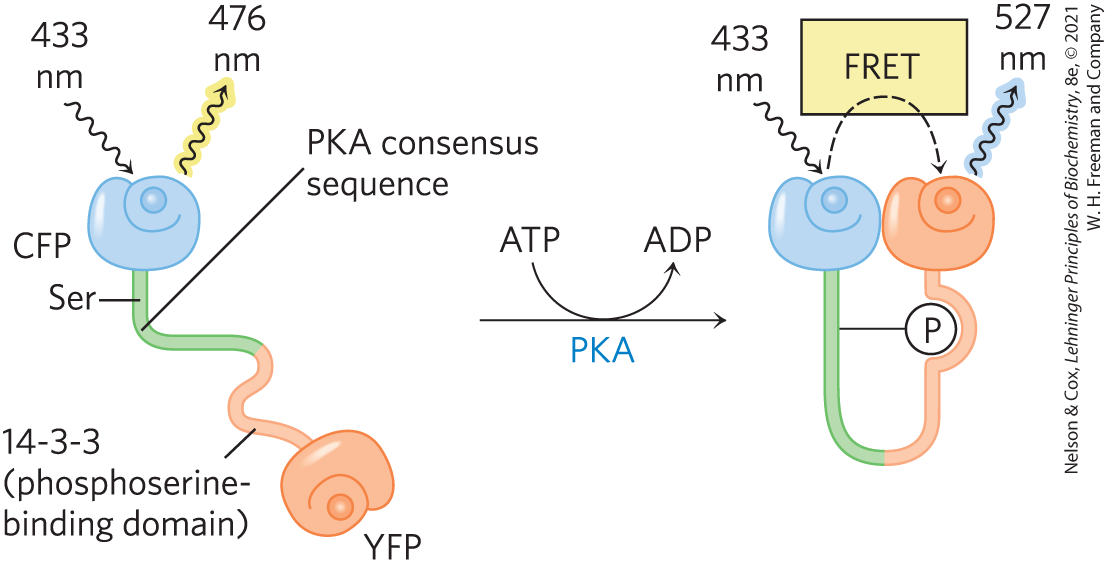 433
nm
476
nm
PKA consensus
sequence
CFP
Ser
14-3-3
(phosphoserine-
binding domain)
YFP
ATP
ADP
PKA
433
nm
FRET
527
nm
P
Nelson & Cox, Lehninger Principles of Biochemistry, 8e, © 2021
W. H. Freeman and Company